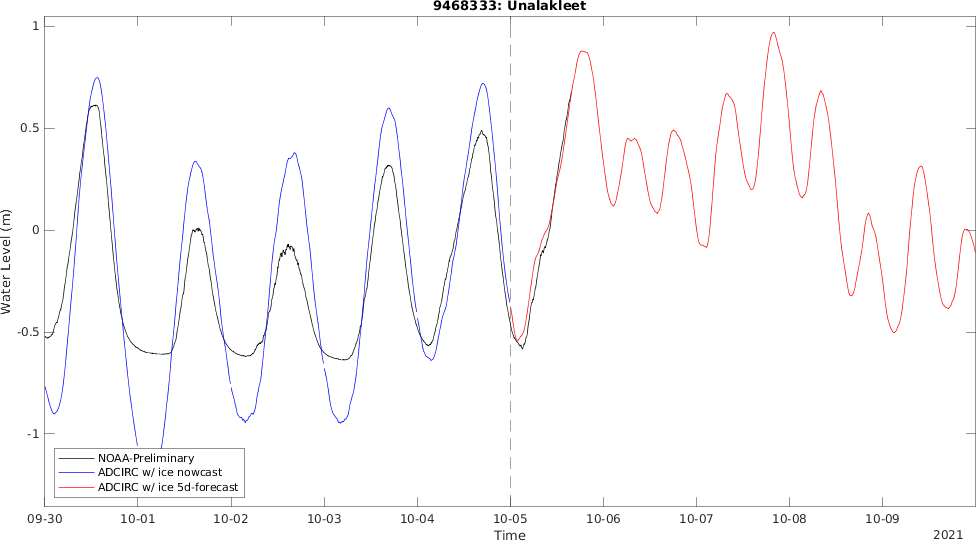 9468333: Unalakleet
1
0.5
0
-0.5
-1
Water Level (m)
NOAA-Preliminary
ADCIRC w/ ice nowcast
ADCIRC w/ ice 5d-forecast
09-30
10-01
10-02
10-03
10-04
10-05
10-06
10-07
10-08
10-09
Time
2021